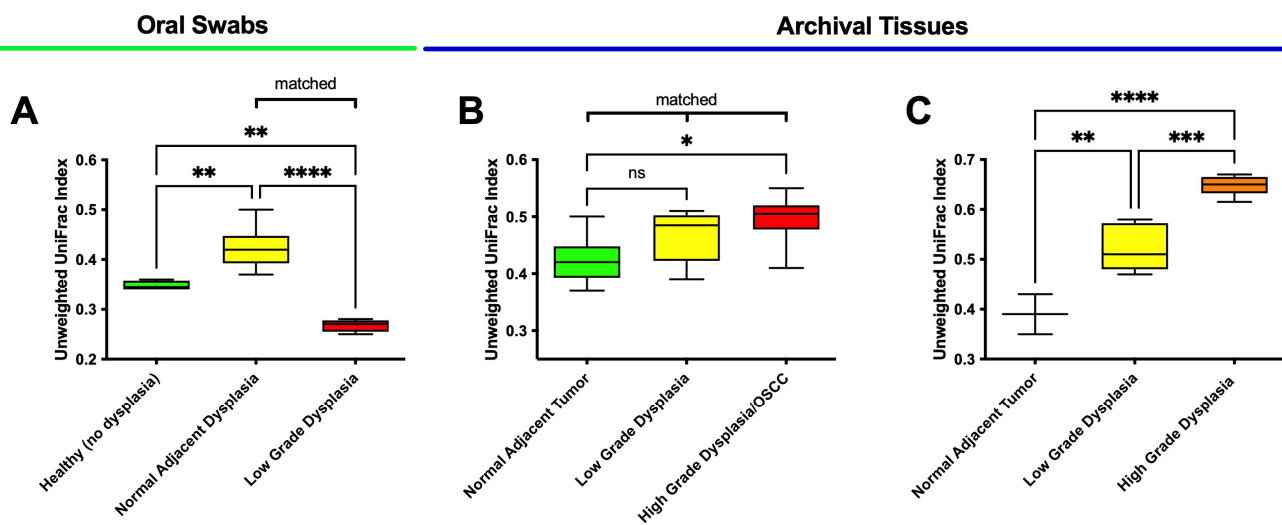 Oral Swabs
Archival Tissues
A
matched
**
** ****
Unweighted UniFrac Index
0.6
0.5
0.4
0.3
0.2
Healthy (no dysplasia)
Normal Adjacent Dysplasia
Low Grade Dysplasia
B
matched
*
ns
Unweighted UniFrac Index
0.6
0.5
0.4
0.3
Normal Adjacent Tumor
Low Grade Dysplasia
High Grade Dysplasia/OSCC
C
****
** ***
Unweighted UniFrac Index
0.7
0.6
0.5
0.4
0.3
Normal Adjacent Tumor
Low Grade Dysplasia
High Grade Dysplasia